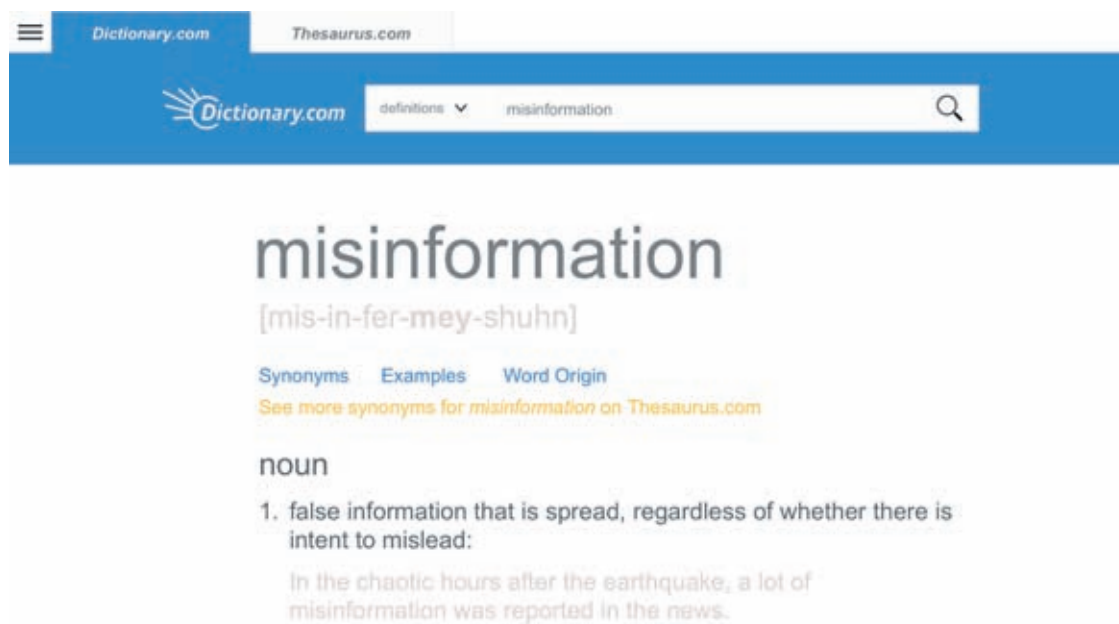 Dictionary.com Thesaurus.com
Dictionary.com definitions misinformation
misinformation
[mis-in-fer-mey-shuhn]
Synonyms Examples Word Origin
See more synonyms for misinformation on Thesaurus.com
noun
1. false information that is spread, regardless of whether there is
intent to mislead:
In the chaotic hours after the earthquake, a lot of
misinformation was reported in the news.